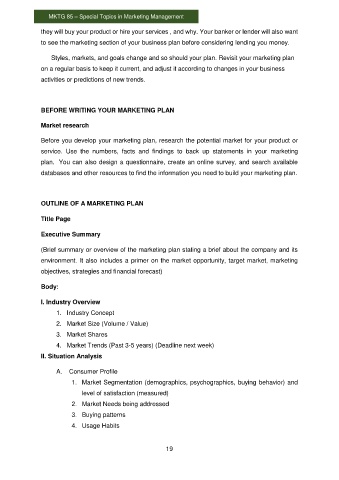 MKTG 85 – Special Topics in Marketing Management
they will buy your product or hire your services , and why. Your banker or lender will also want
to see the marketing section of your business plan before considering lending you money.
Styles, markets, and goals change and so should your plan. Revisit your marketing plan
on a regular basis to keep it current, and adjust it according to changes in your business
activities or predictions of new trends.
BEFORE WRITING YOUR MARKETING PLAN
Market research
Before you develop your marketing plan, research the potential market for your product or
service. Use the numbers, facts and findings to back up statements in your marketing
plan. You can also design a questionnaire, create an online survey, and search available
databases and other resources to find the information you need to build your marketing plan.
OUTLINE OF A MARKETING PLAN
Title Page
Executive Summary
(Brief summary or overview of the marketing plan stating a brief about the company and its
environment. It also includes a primer on the market opportunity, target market, marketing
objectives, strategies and financial forecast)
Body:
I. Industry Overview
1. Industry Concept
2. Market Size (Volume / Value)
3. Market Shares
4. Market Trends (Past 3-5 years) (Deadline next week)
II. Situation Analysis
A. Consumer Profile
1. Market Segmentation (demographics, psychographics, buying behavior) and
level of satisfaction (measured)
2. Market Needs being addressed
3. Buying patterns
4. Usage Habits
19